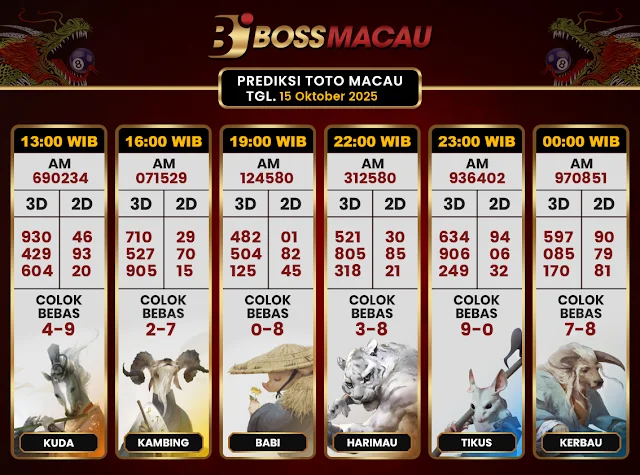 BJ BOSSMACAU
PREDIKSI TOTO MACAU
TGL. 15 Oktober 2025
13:00 WIB
AM
690234
3D 2D
930 46
429 93
604 20
COLOK
BEBAS
4-9
KUDA
16:00 WIB
AM
071529
3D 2D
710 29
527 70
905 15
COLOK
BEBAS
2-7
KAMBING
19:00 WIB
AM
124580
3D 2D
482 01
504 82
125 45
COLOK
BEBAS
0-8
BABI
22:00 WIB
AM
312580
3D 2D
521 30
805 85
318 21
COLOK
BEBAS
3-8
HARIMAU
23:00 WIB
AM
936402
3D 2D
634 94
906 06
249 32
COLOK
BEBAS
9-0
TIKUS
00:00 WIB
AM
970851
3D 2D
597 90
085 79
170 81
COLOK
BEBAS
7-8
KERBAU
8
8